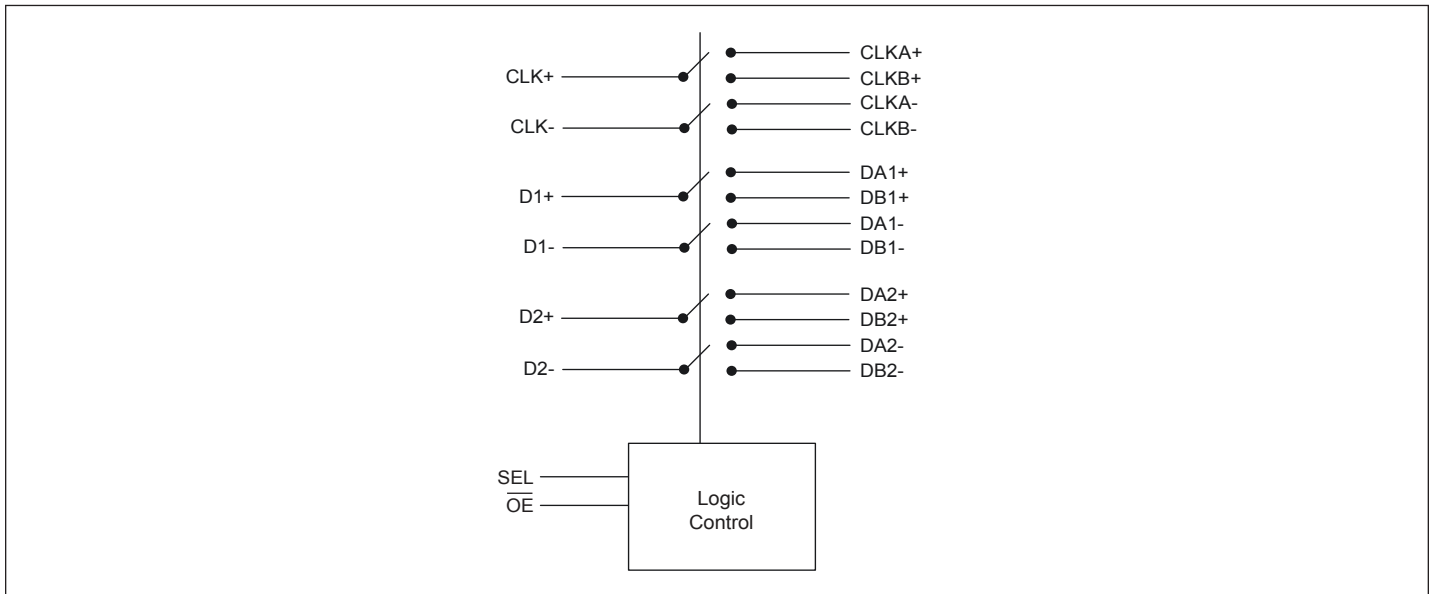 CLK+
CLK-
D1+
D1-
D2+
D2-
CLKA+
CLKB+
CLKA-
CLKB-
DA1+
DB1+
DA1-
DB1-
DA2+
DB2+
DA2-
DB2-
SEL
O̅E̅
Logic
Control